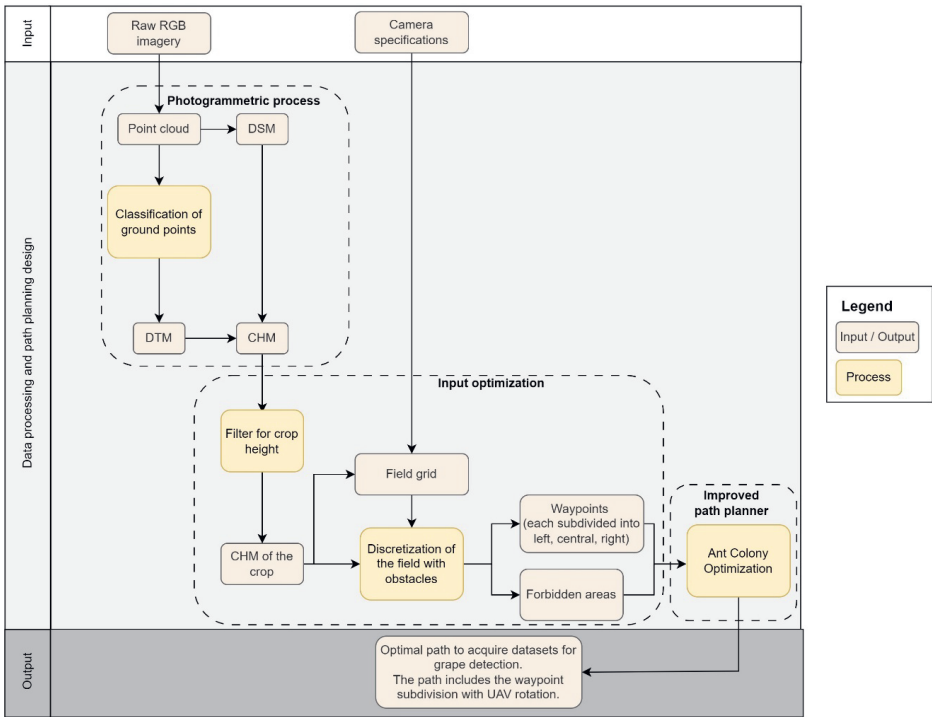 Input
Raw RGB
imagery
Camera
specifications
Data processing and path planning design
Photogrammetric process
Point cloud
DSM
Classification of
ground points
DTM
CHM
Input optimization
Filter for crop
height
Field grid
CHM of the
crop
Discretization of
the field with
obstacles
Waypoints
(each subdivided into
left, central, right)
Forbidden areas
Improved
path planner
Ant Colony
Optimization
Output
Optimal path to acquire datasets for
grape detection.
The path includes the waypoint
subdivision with UAV rotation.
Legend
Input / Output
Process